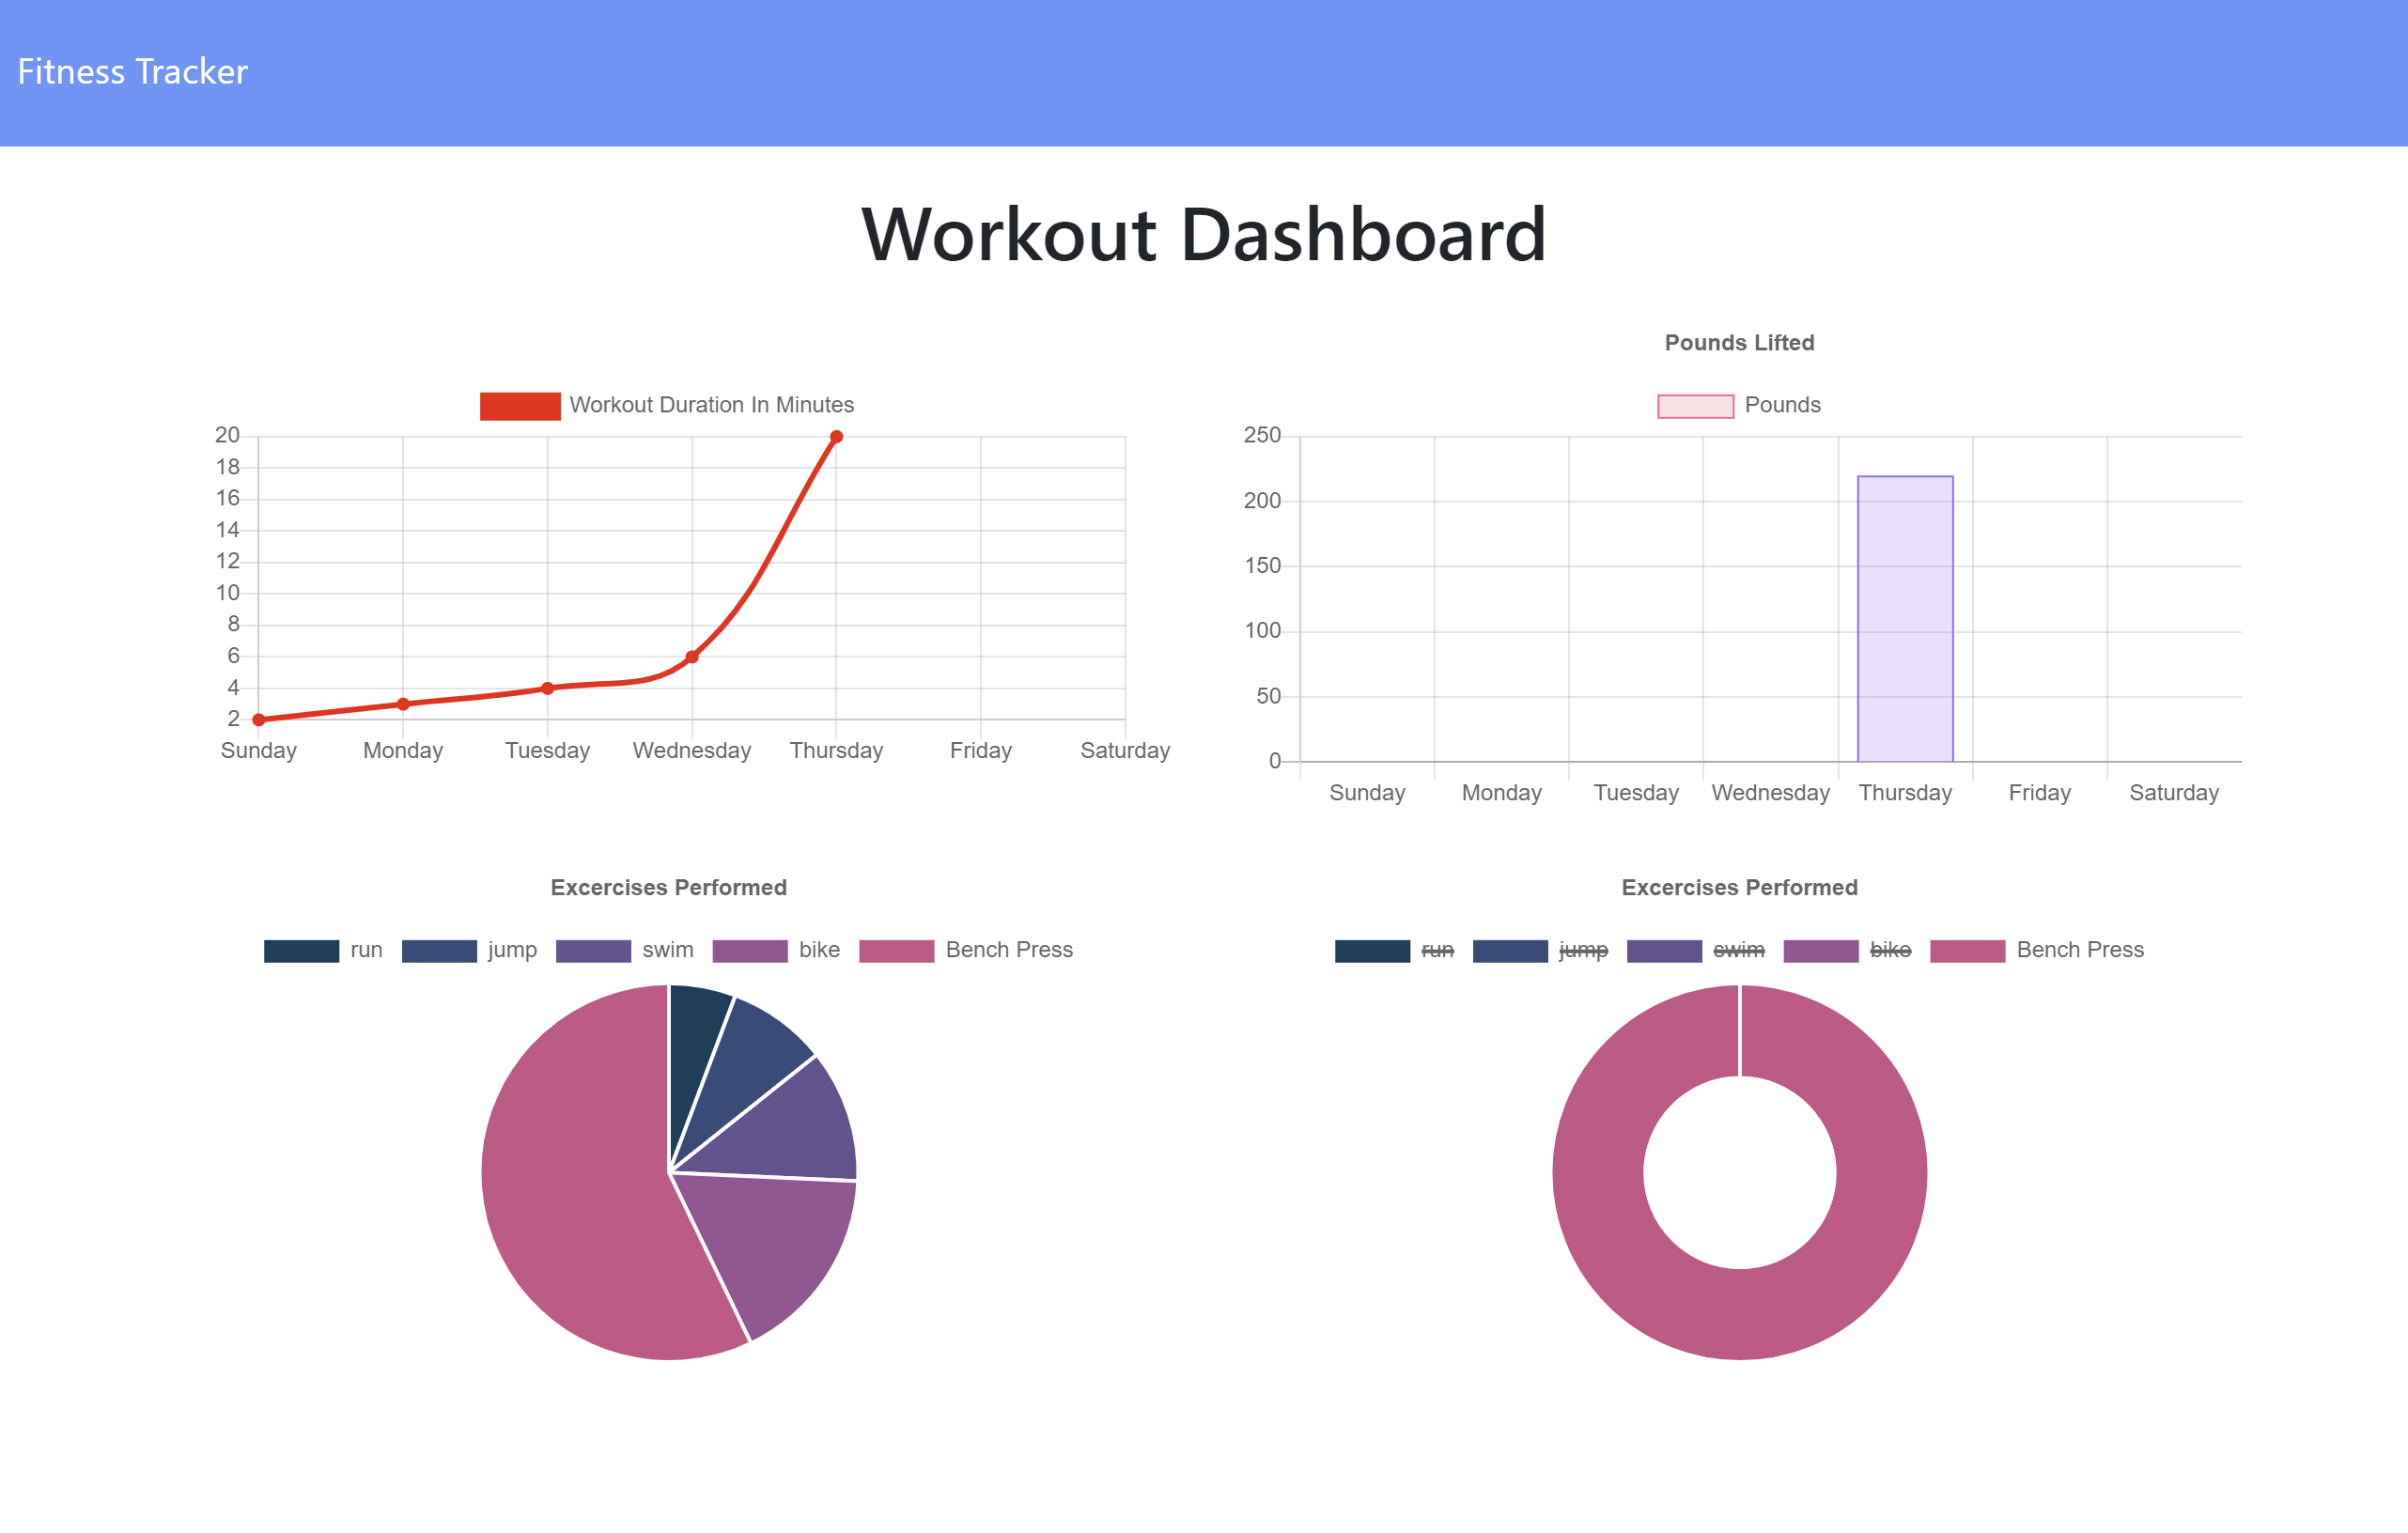 Fitness Tracker
Workout Dashboard
Workout Duration In Minutes
20
18
16
14
12
10
8
6
4
2
Sunday Monday Tuesday Wednesday Thursday Friday Saturday
Pounds Lifted
Pounds
250
200
150
100
50
0
Sunday Monday Tuesday Wednesday Thursday Friday Saturday
Excercises Performed
run jump swim bike Bench Press
Excercises Performed
run jump swim bike Bench Press